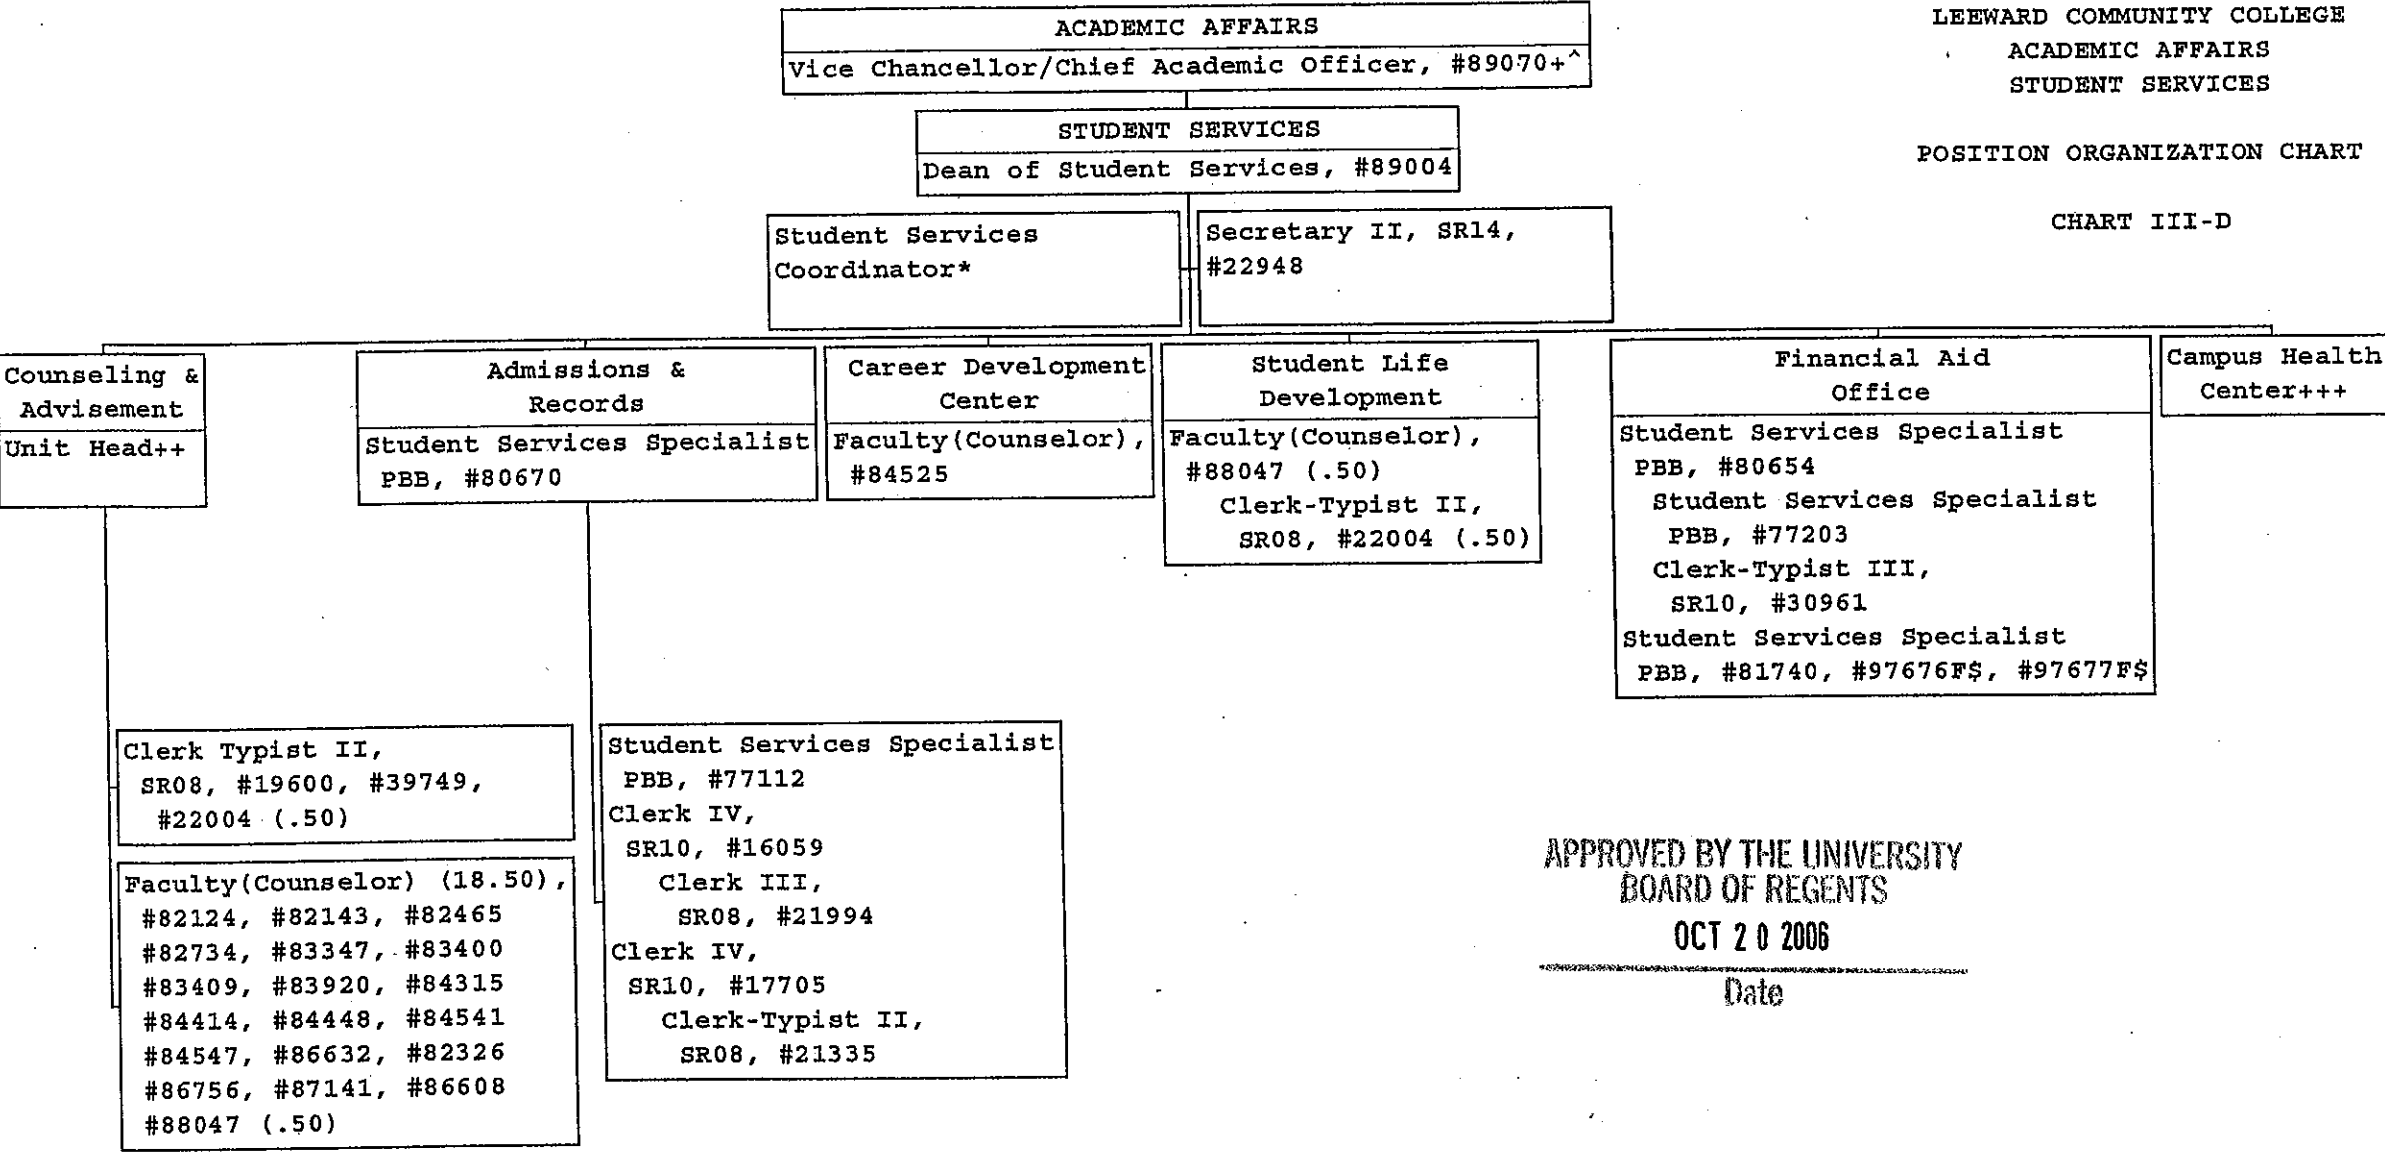 LEEWARD COMMUNITY COLLEGE
ACADEMIC AFFAIRS
STUDENT SERVICES
POSITION ORGANIZATION CHART
CHART III-D
ACADEMIC AFFAIRS
Vice Chancellor/Chief Academic Officer, #89070+^
STUDENT SERVICES
Dean of Student Services, #89004
Student Services
Coordinator*
Secretary II, SR14,
#22948
Counseling &
Advisement
Unit Head++
Admissions &
Records
Student Services Specialist
PBB, #80670
Career Development
Center
Faculty(Counselor),
#84525
Student Life
Development
Faculty(Counselor),
#88047 (.50)
Clerk-Typist II,
SR08, #22004 (.50)
Financial Aid
Office
Student Services Specialist
PBB, #80654
Student Services Specialist
PBB, #77203
Clerk-Typist III,
SR10, #30961
Student Services Specialist
PBB, #81740, #97676F$, #97677F$
Campus Health
Center+++
Clerk Typist II,
SR08, #19600, #39749,
#22004 (.50)
Faculty(Counselor) (18.50),
#82124, #82143, #82465
#82734, #83347, #83400
#83409, #83920, #84315
#84414, #84448, #84541
#84547, #86632, #82326
#86756, #87141, #86608
#88047 (.50)
Student Services Specialist
PBB, #77112
Clerk IV,
SR10, #16059
Clerk III,
SR08, #21994
Clerk IV,
SR10, #17705
Clerk-Typist II,
SR08, #21335
APPROVED BY THE UNIVERSITY
BOARD OF REGENTS
OCT 20 2006
Date